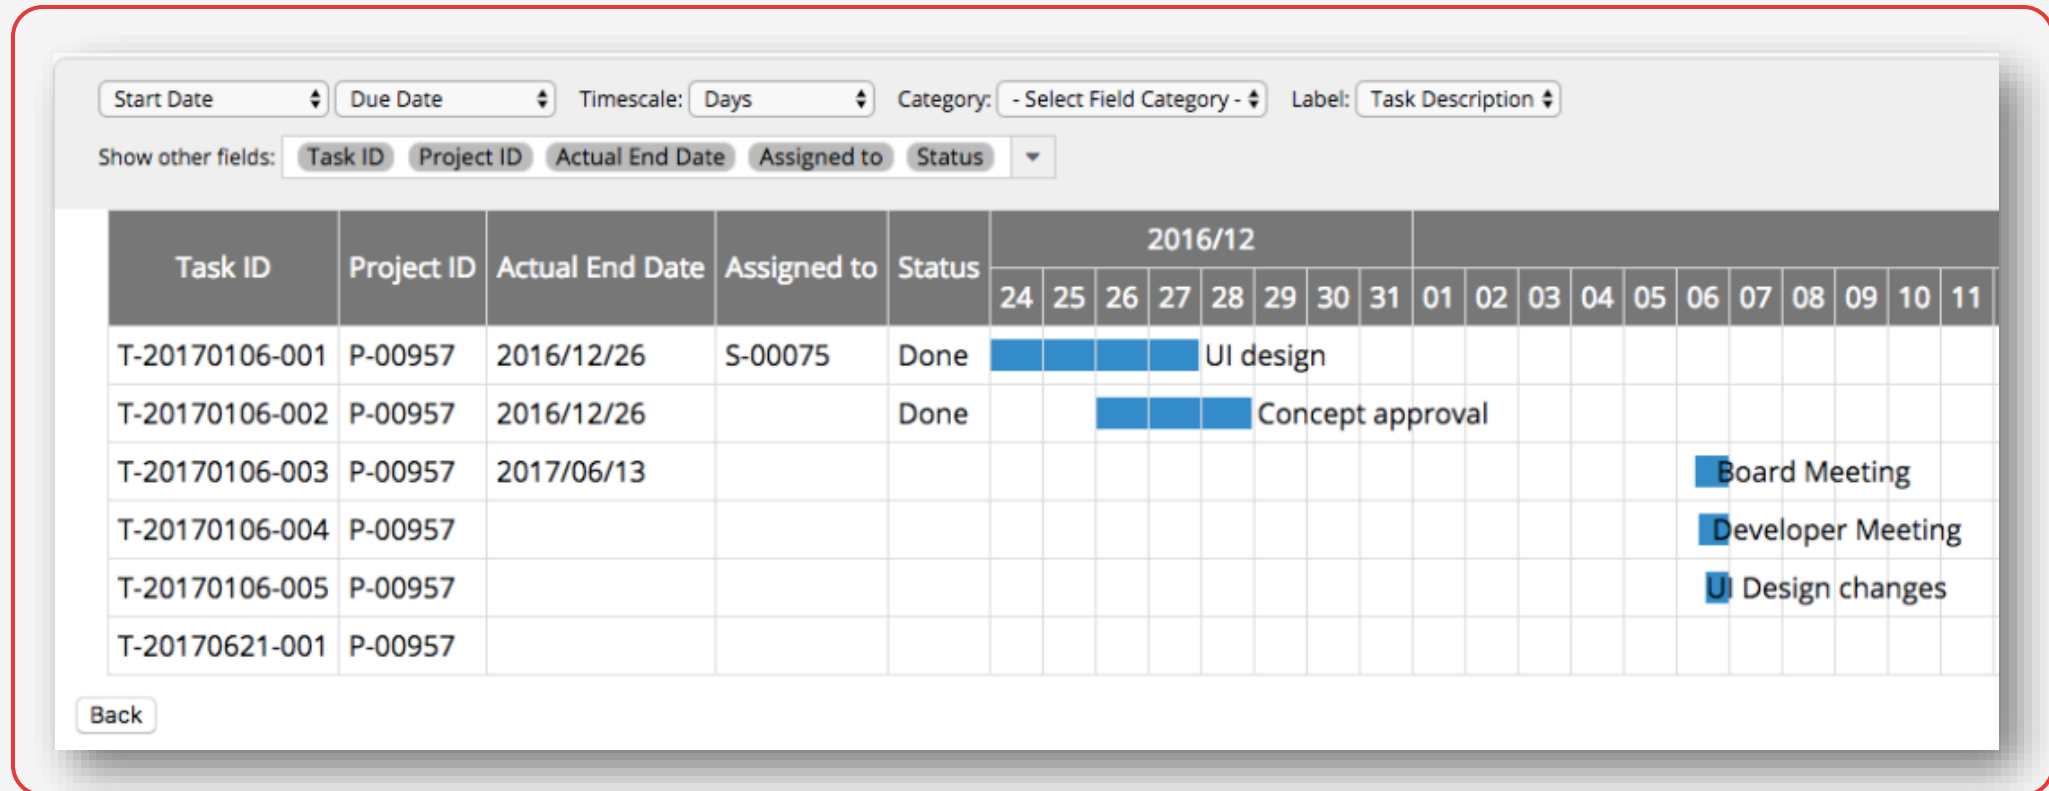 Start Date Due Date Timescale: Days Category: - Select Field Category - Label: Task Description
Show other fields: Task ID Project ID Actual End Date Assigned to Status
Task ID Project ID Actual End Date Assigned to Status 2016/12
24 25 26 27 28 29 30 31 01 02 03 04 05 06 07 08 09 10 11
T-20170106-001 P-00957 2016/12/26 S-00075 Done UI design
T-20170106-002 P-00957 2016/12/26 Done Concept approval
T-20170106-003 P-00957 2017/06/13 Board Meeting
T-20170106-004 P-00957 Developer Meeting
T-20170106-005 P-00957 UI Design changes
T-20170621-001 P-00957
Back